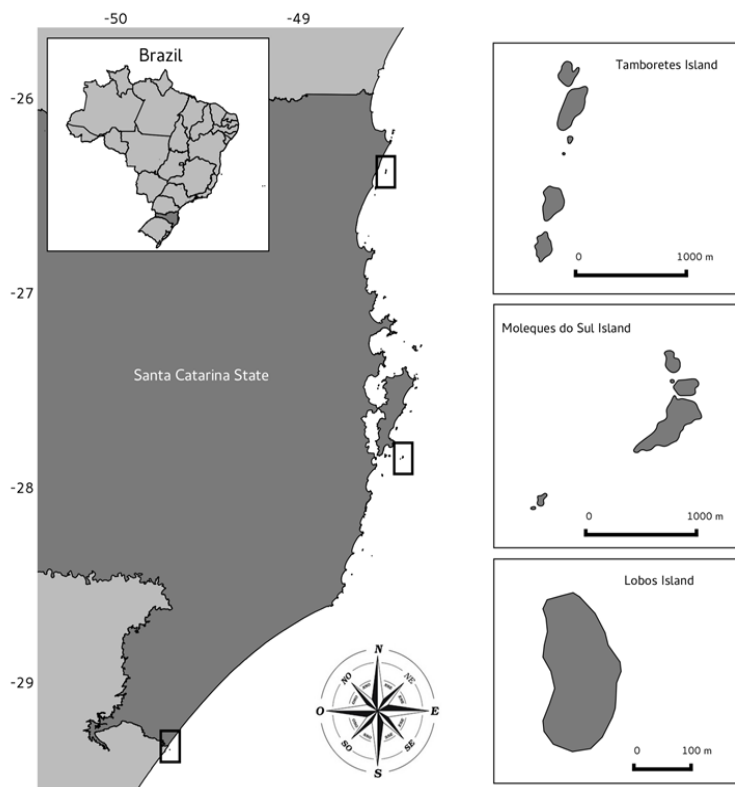 -50
-49
Brazil
-26
-27
-28
-29
Santa Catarina State
N
NE
E
SE
S
SO
O
NO
Tamboretes Island
0
1000 m
Moleques do Sul Island
0
1000 m
Lobos Island
0
100 m